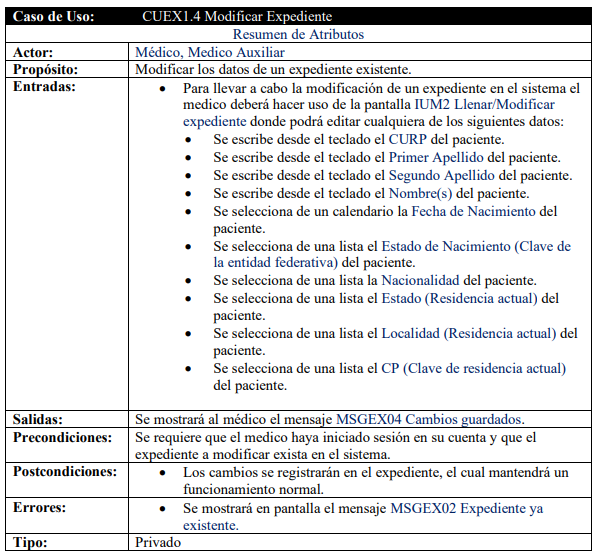 Caso de Uso: CUEX1.4 Modificar Expediente
Resumen de Atributos
Actor: Médico, Medico Auxiliar
Propósito: Modificar los datos de un expediente existente.
Entradas: • Para llevar a cabo la modificación de un expediente en el sistema el
medico deberá hacer uso de la pantalla IUM2 Llenar/Modificar
expediente donde podrá editar cualquiera de los siguientes datos:
• Se escribe desde el teclado el CURP del paciente.
• Se escribe desde el teclado el Primer Apellido del paciente.
• Se escribe desde el teclado el Segundo Apellido del paciente.
• Se escribe desde el teclado el Nombre(s) del paciente.
• Se selecciona de un calendario la Fecha de Nacimiento del
paciente.
• Se selecciona de una lista el Estado de Nacimiento (Clave de
la entidad federativa) del paciente.
• Se selecciona de una lista la Nacionalidad del paciente.
• Se selecciona de una lista el Estado (Residencia actual) del
paciente.
• Se selecciona de una lista el Localidad (Residencia actual) del
paciente.
• Se selecciona de una lista el CP (Clave de residencia actual)
del paciente.
Salidas: Se mostrará al médico el mensaje MSGEX04 Cambios guardados.
Precondiciones: Se requiere que el medico haya iniciado sesión en su cuenta y que el
expediente a modificar exista en el sistema.
Postcondiciones: • Los cambios se registrarán en el expediente, el cual mantendrá un
funcionamiento normal.
Errores: • Se mostrará en pantalla el mensaje MSGEX02 Expediente ya
existente.
Tipo: Privado